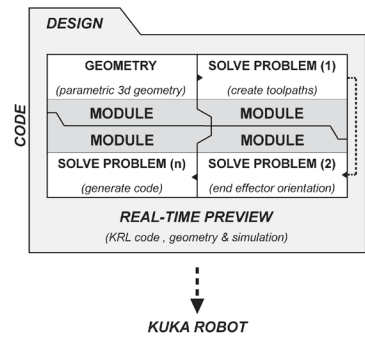 DESIGN
CODE
GEOMETRY
(parametric 3d geometry)
SOLVE PROBLEM (1)
(create toolpaths)
MODULE
MODULE
MODULE
MODULE
SOLVE PROBLEM (n)
(generate code)
SOLVE PROBLEM (2)
(end effector orientation)
REAL-TIME PREVIEW
(KRL code , geometry & simulation)
KUKA ROBOT